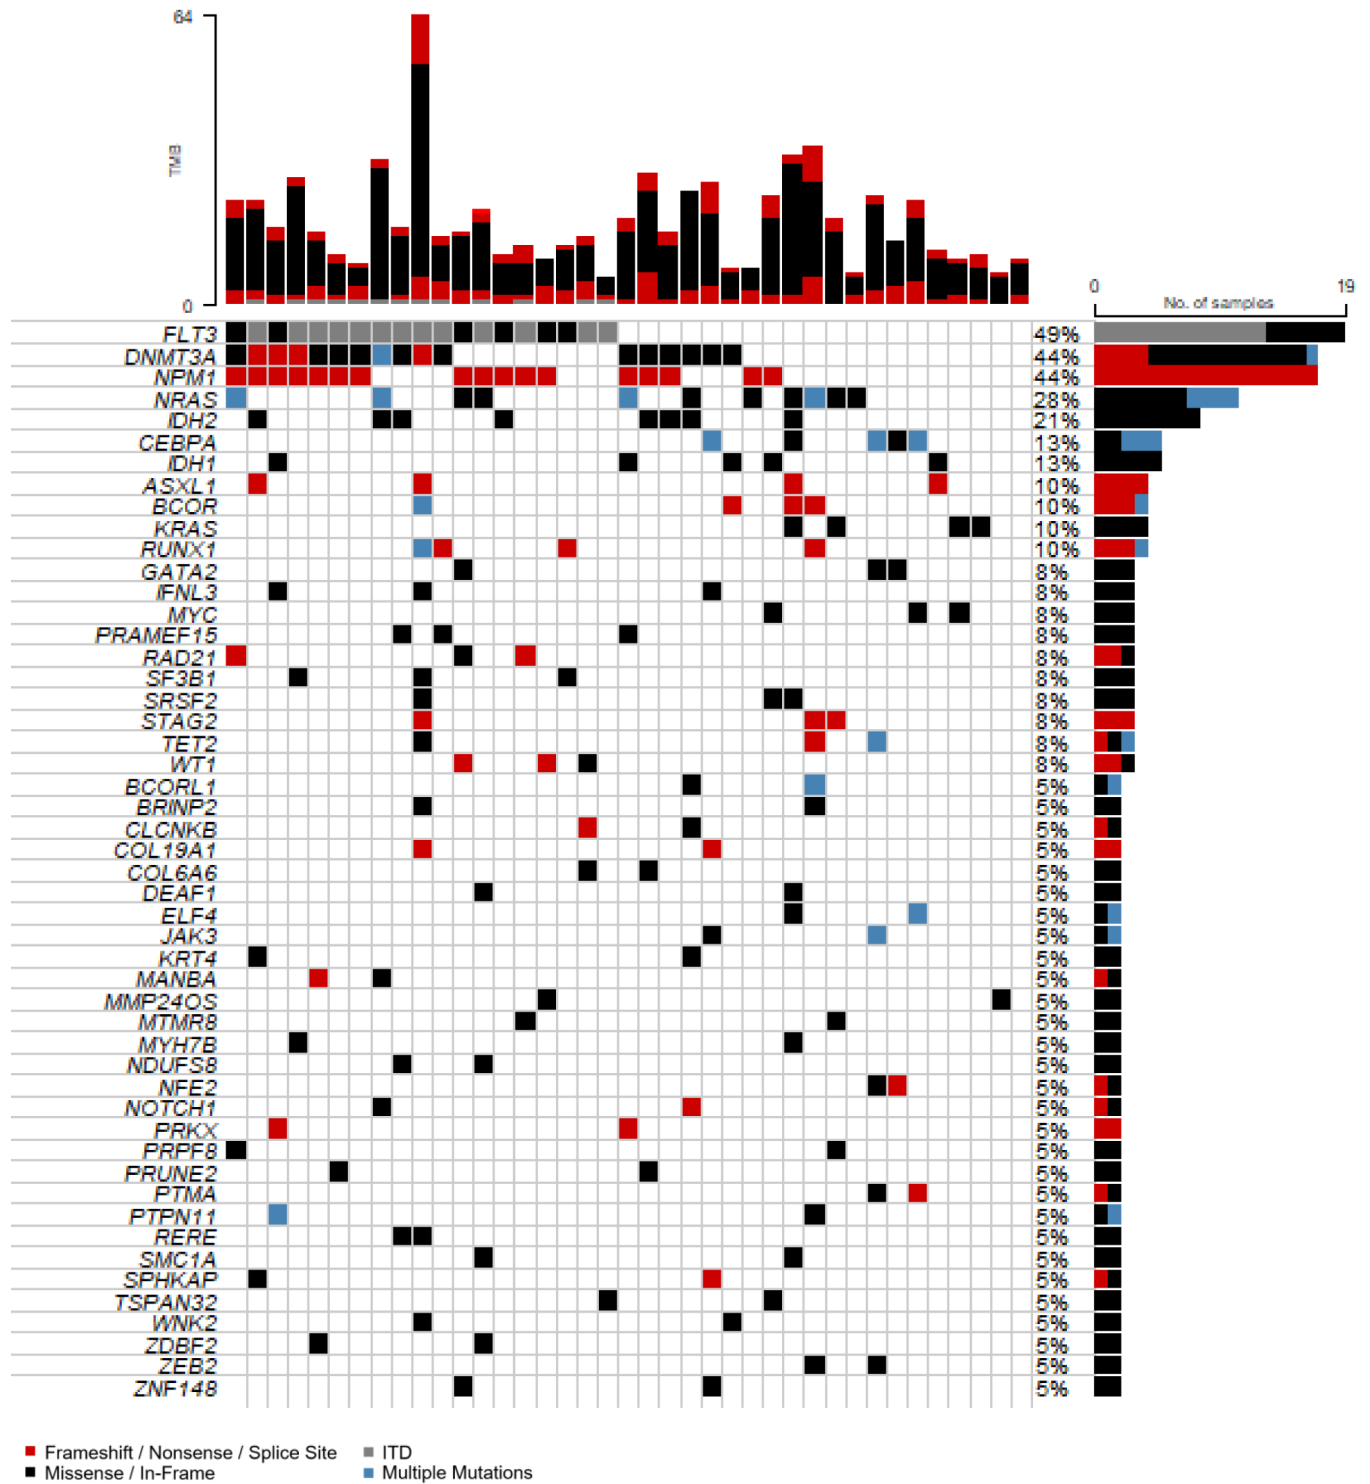 64
TMB
0
0 19
No. of samples
FLT3 49%
DNMT3A 44%
NPM1 44%
NRAS 28%
IDH2 21%
CEBPA 13%
IDH1 13%
ASXL1 10%
BCOR 10%
KRAS 10%
RUNX1 10%
GATA2 8%
IFNL3 8%
MYC 8%
PRAMEF15 8%
RAD21 8%
SF3B1 8%
SRSF2 8%
STAG2 8%
TET2 8%
WT1 8%
BCORL1 5%
BRINP2 5%
CLCNKB 5%
COL19A1 5%
COL6A6 5%
DEAF1 5%
ELF4 5%
JAK3 5%
KRT4 5%
MANBA 5%
MMP24OS 5%
MTMR8 5%
MYH7B 5%
NDUFS8 5%
NFE2 5%
NOTCH1 5%
PRKX 5%
PRPF8 5%
PRUNE2 5%
PTMA 5%
PTPN11 5%
RERE 5%
SMC1A 5%
SPHKAP 5%
TSPAN32 5%
WNK2 5%
ZDBF2 5%
ZEB2 5%
ZNF148 5%
Frameshift / Nonsense / Splice Site ITD
Missense / In-Frame Multiple Mutations